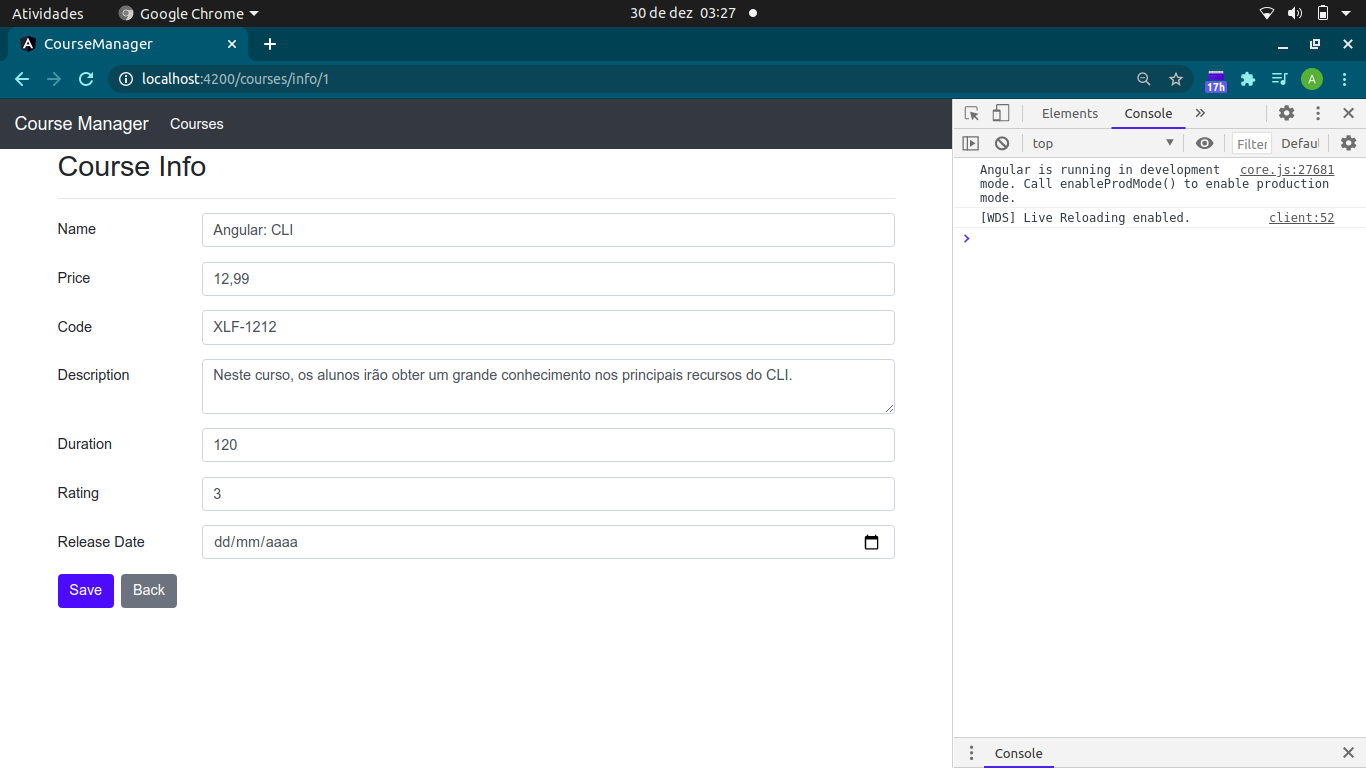 Atividades
Google Chrome
30 de dez 03:27
CourseManager
localhost:4200/courses/info/1
17h
A
Course Manager
Courses
Course Info
Name
Angular: CLI
Price
12,99
Code
XLF-1212
Description
Neste curso, os alunos irão obter um grande conhecimento nos principais recursos do CLI.
Duration
120
Rating
3
Release Date
dd/mm/aaaa
Save
Back
Elements
Console
top
Filter
Defaul
Angular is running in development core.js:27681
mode. Call enableProdMode() to enable production
mode.
[WDS] Live Reloading enabled. client:52
Console